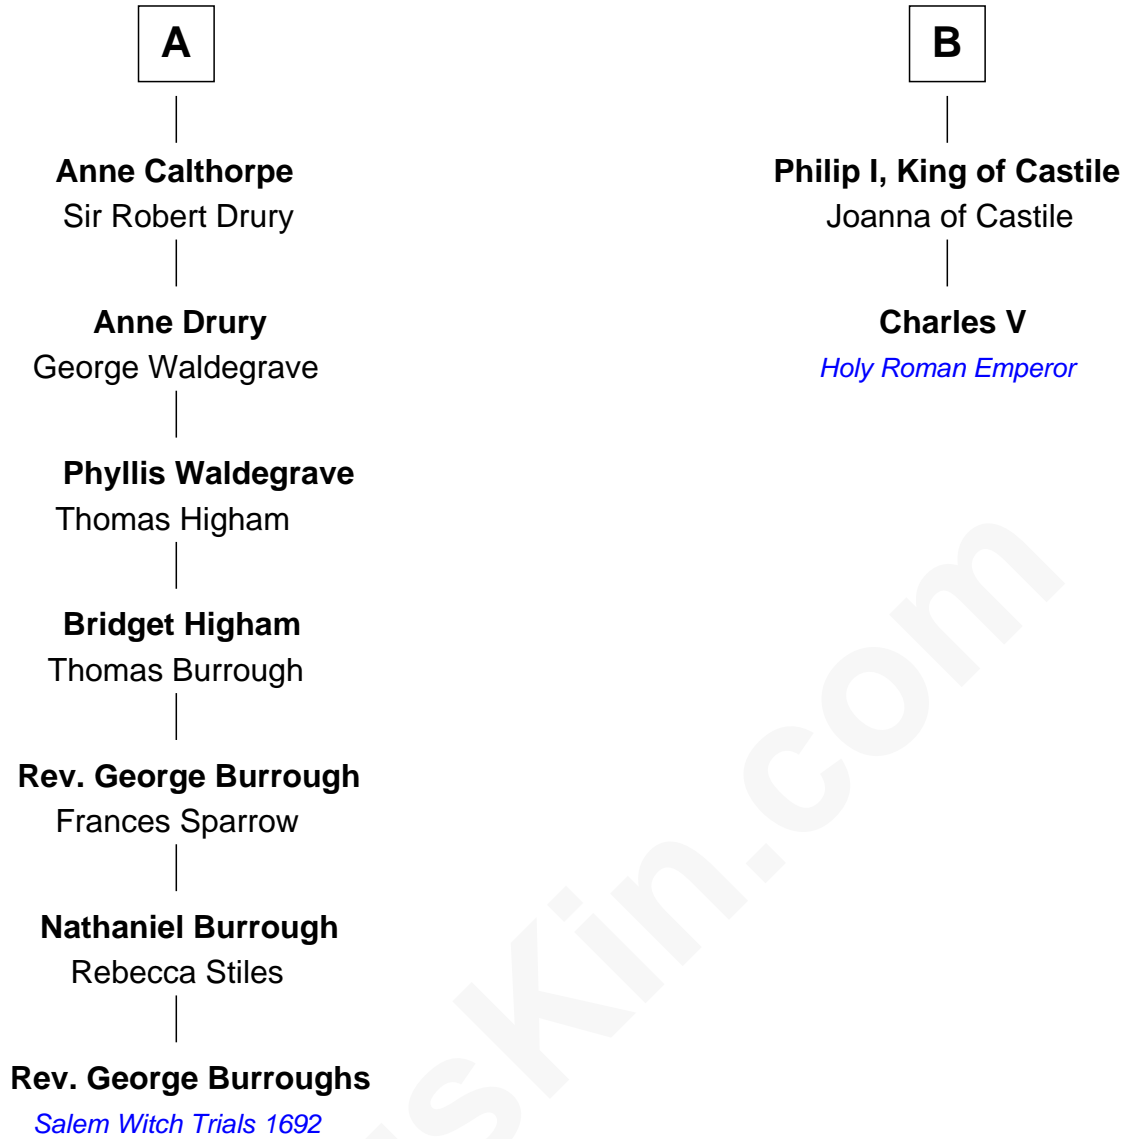 A
Anne Calthorpe
Sir Robert Drury
Anne Drury
George Waldegrave
Phyllis Waldegrave
Thomas Higham
Bridget Higham
Thomas Burrough
Rev. George Burrough
Frances Sparrow
Nathaniel Burrough
Rebecca Stiles
Rev. George Burroughs
Salem Witch Trials 1692
B
Philip I, King of Castile
Joanna of Castile
Charles V
Holy Roman Emperor
sKin.com